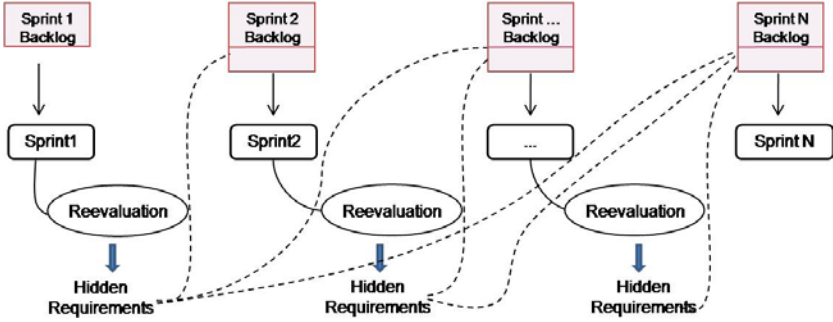 Sprint 1
Backlog
Sprint 2
Backlog
Sprint ...
Backlog
Sprint N
Backlog
Sprint1
Sprint2
...
Sprint N
Reevaluation
Reevaluation
Reevaluation
Hidden
Requirements
Hidden
Requirements
Hidden
Requirements